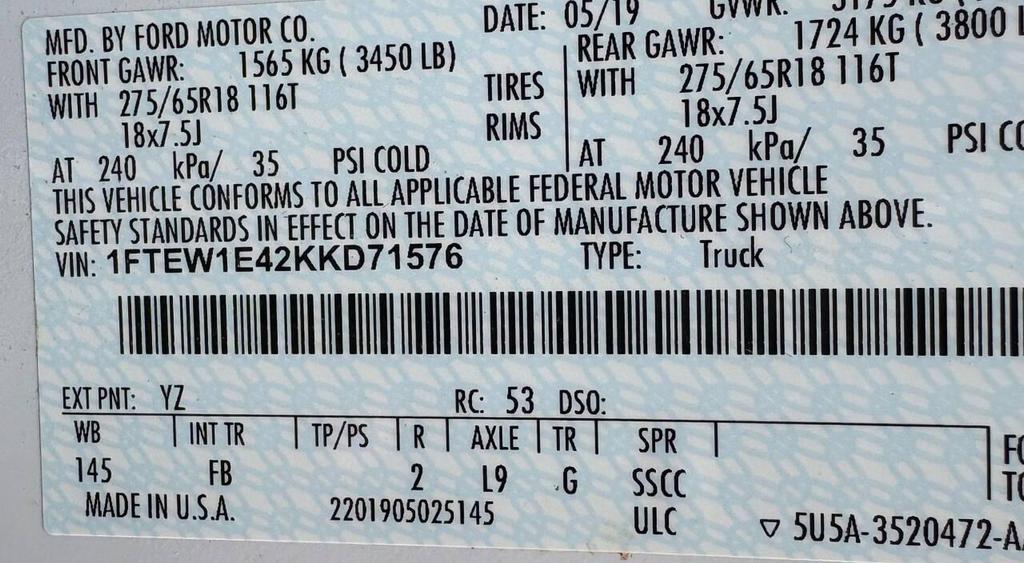 MFD. BY FORD MOTOR CO. DATE: 05/19 GVWR:
FRONT GAWR: 1565 KG ( 3450 LB) REAR GAWR: 1724 KG ( 3800
WITH 275/65R18 116T TIRES WITH 275/65R18 116T
18x7.5J RIMS 18x7.5J
AT 240 kPa/ 35 PSI COLD AT 240 kPa/ 35 PSI
THIS VEHICLE CONFORMS TO ALL APPLICABLE FEDERAL MOTOR VEHICLE
SAFETY STANDARDS IN EFFECT ON THE DATE OF MANUFACTURE SHOWN ABOVE.
VIN: 1FTEW1E42KKD71576 TYPE: Truck
EXT PNT: YZ RC: 53 DSO:
WB INT TR TP/PS R AXLE TR SPR
145 FB 2 L9 G SSCC
MADE IN U.S.A. 2201905025145 ULC ▽ 5U5A-3520472-A